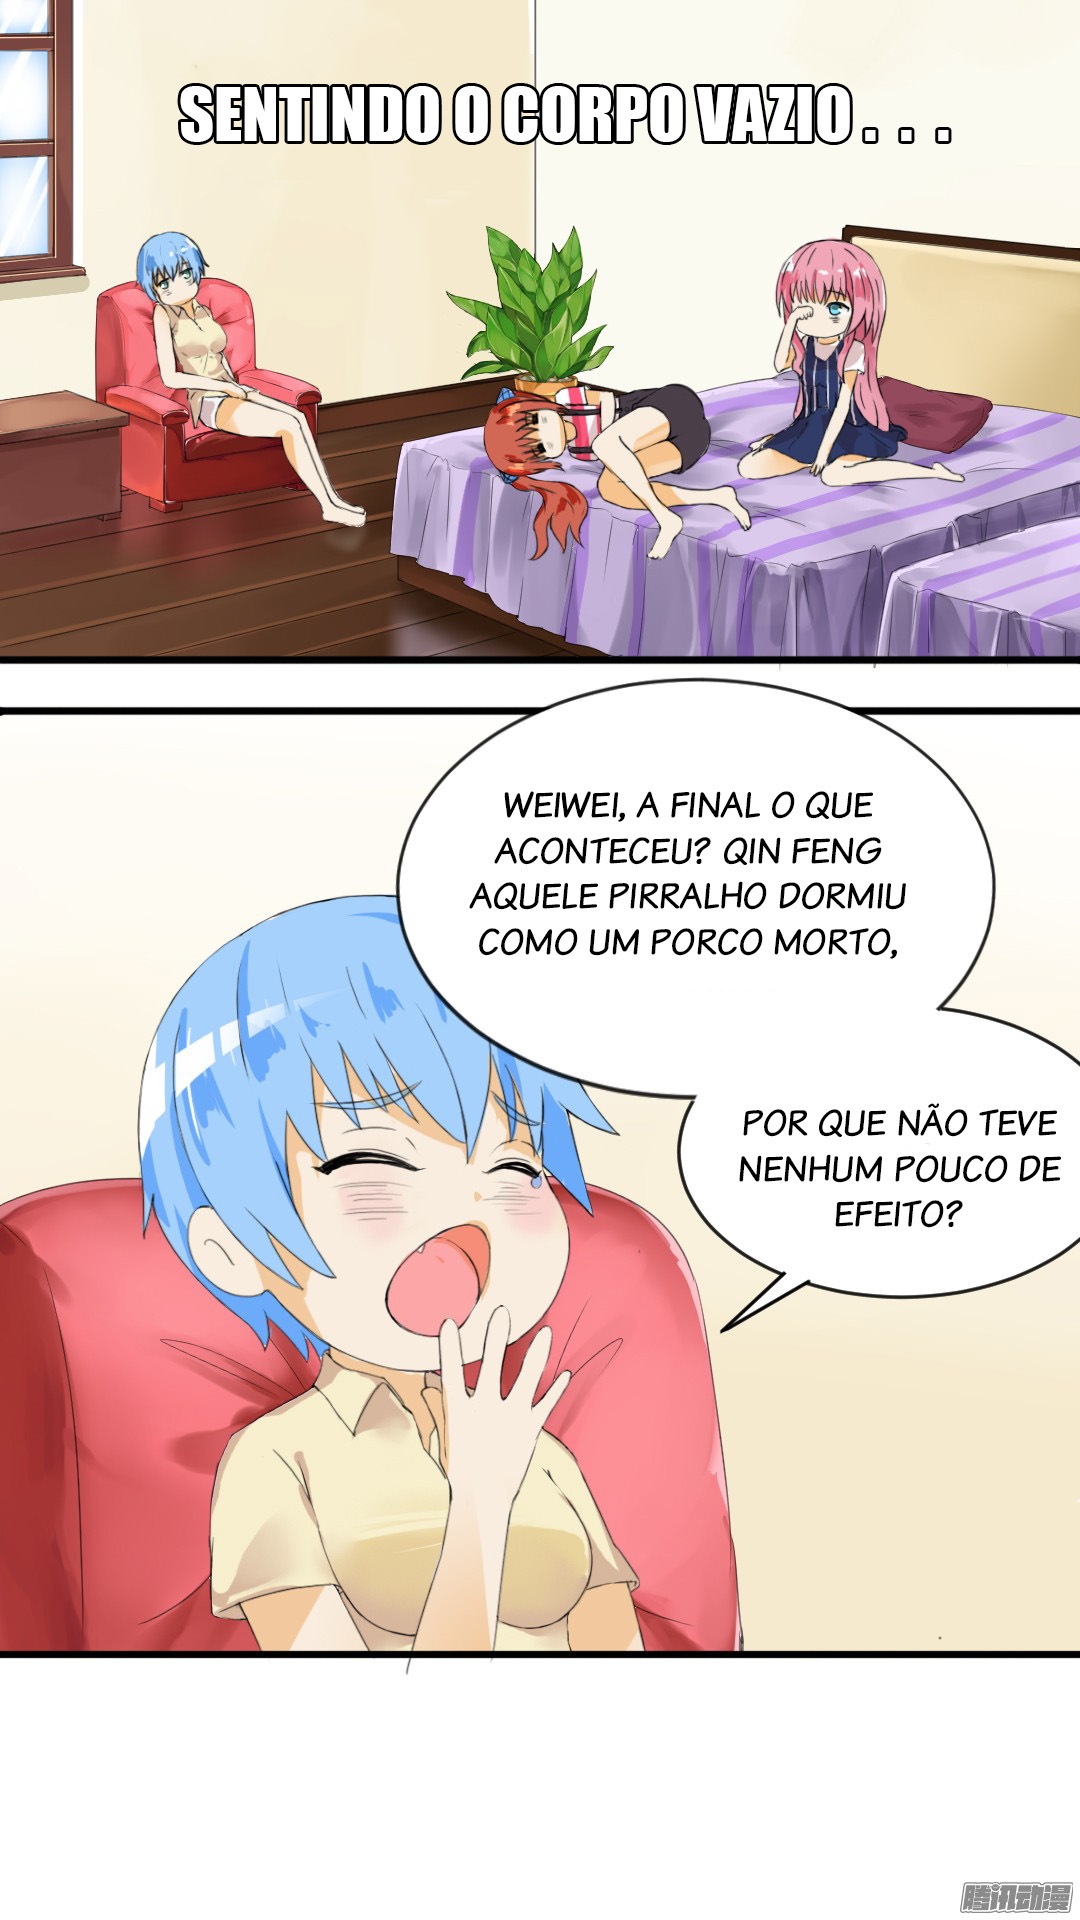 SENTINDO O CORPO VAZIO . . .
WEIWEI, A FINAL O QUE
ACONTECEU? QIN FENG
AQUELE PIRRALHO DORMIU
COMO UM PORCO MORTO,
POR QUE NÃO TEVE
NENHUM POUCO DE
EFEITO?
腾讯动漫